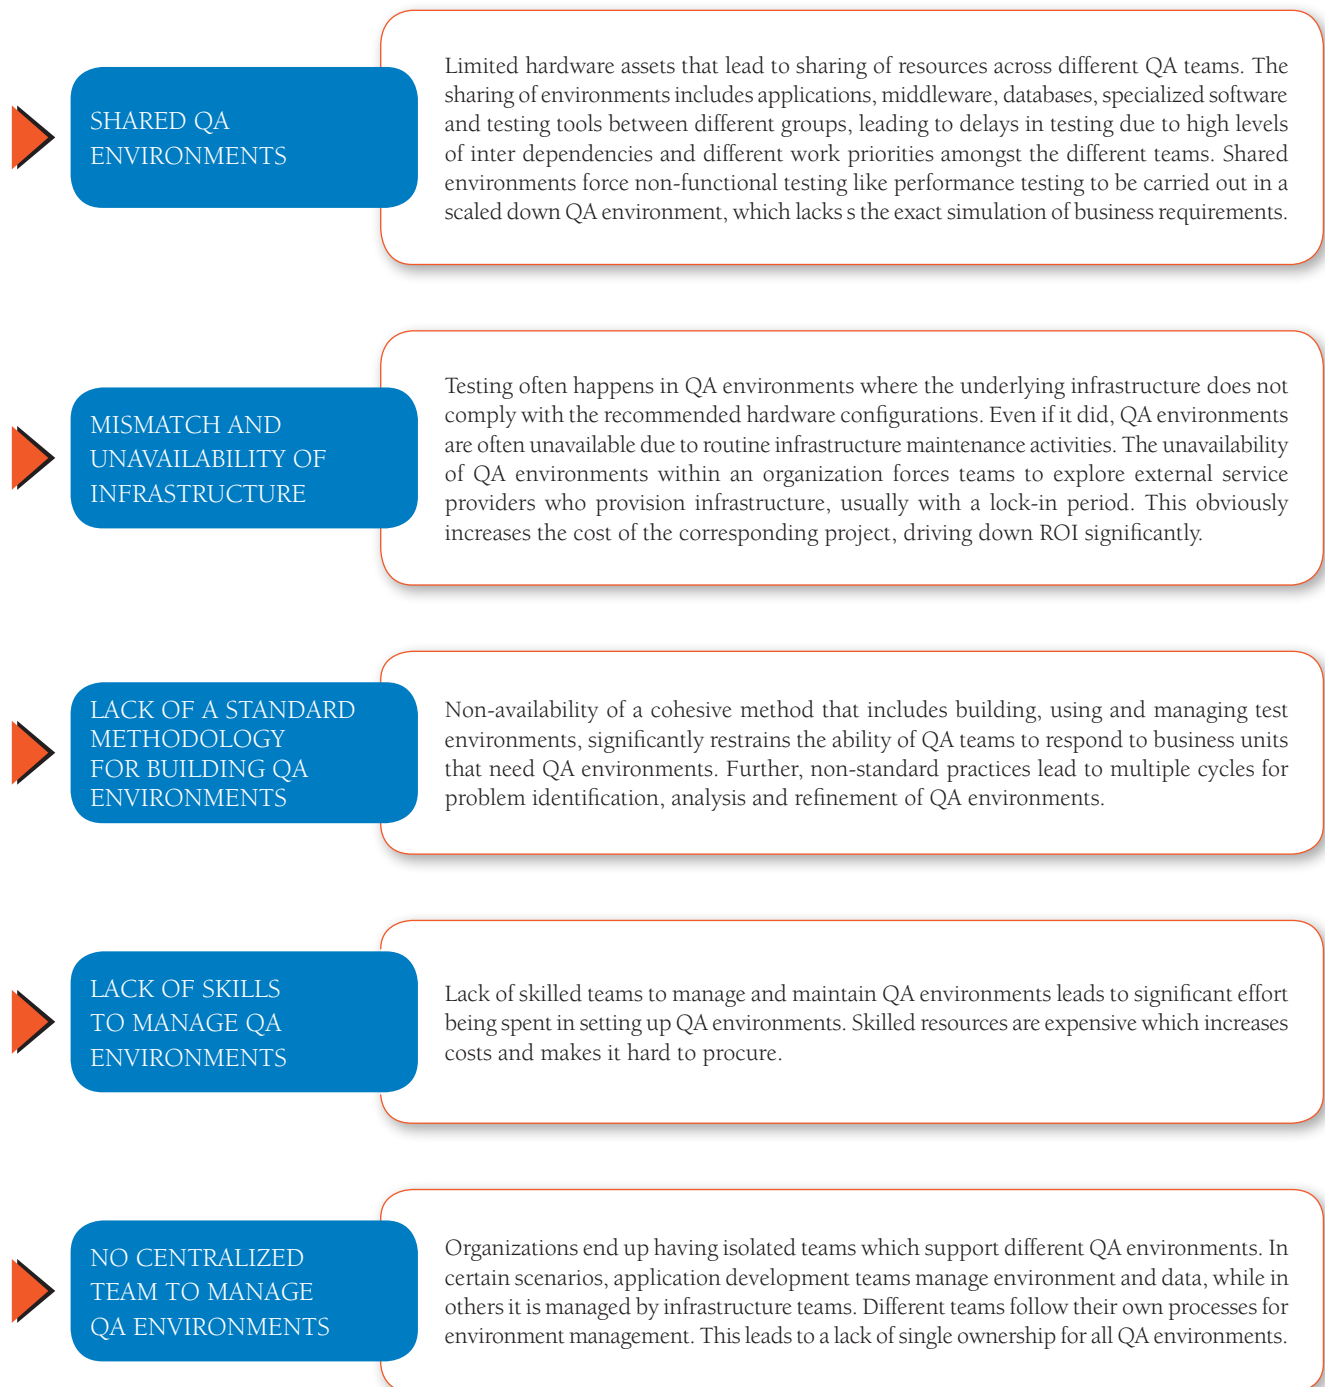 SHARED QA
ENVIRONMENTS
Limited hardware assets that lead to sharing of resources across different QA teams. The
sharing of environments includes applications, middleware, databases, specialized software
and testing tools between different groups, leading to delays in testing due to high levels
of inter dependencies and different work priorities amongst the different teams. Shared
environments force non-functional testing like performance testing to be carried out in a
scaled down QA environment, which lacks s the exact simulation of business requirements.
MISMATCH AND
UNAVAILABILITY OF
INFRASTRUCTURE
Testing often happens in QA environments where the underlying infrastructure does not
comply with the recommended hardware configurations. Even if it did, QA environments
are often unavailable due to routine infrastructure maintenance activities. The unavailability
of QA environments within an organization forces teams to explore external service
providers who provision infrastructure, usually with a lock-in period. This obviously
increases the cost of the corresponding project, driving down ROI significantly.
LACK OF A STANDARD
METHODOLOGY
FOR BUILDING QA
ENVIRONMENTS
Non-availability of a cohesive method that includes building, using and managing test
environments, significantly restrains the ability of QA teams to respond to business units
that need QA environments. Further, non-standard practices lead to multiple cycles for
problem identification, analysis and refinement of QA environments.
LACK OF SKILLS
TO MANAGE QA
ENVIRONMENTS
Lack of skilled teams to manage and maintain QA environments leads to significant effort
being spent in setting up QA environments. Skilled resources are expensive which increases
costs and makes it hard to procure.
NO CENTRALIZED
TEAM TO MANAGE
QA ENVIRONMENTS
Organizations end up having isolated teams which support different QA environments. In
certain scenarios, application development teams manage environment and data, while in
others it is managed by infrastructure teams. Different teams follow their own processes for
environment management. This leads to a lack of single ownership for all QA environments.